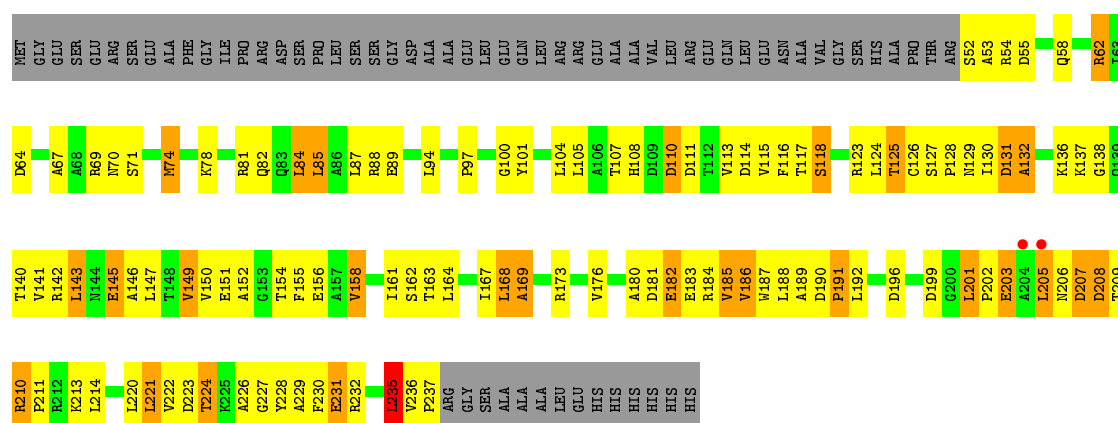 MET GLY GLU SER GLU ARG SER GLU ALA PHE GLY ILE PRO ARG ASP SER PRO LEU SER SER GLY ASP ALA ALA GLU LEU GLU GLN LEU ARG ARG GLU ALA ALA VAL LEU ARG GLU GLN LEU GLU ASN ALA VAL GLY SER HIS ALA PRO THR ARG S52 A53 R54 D55 Q58 R62 I63
D64 A67 A68 R69 N70 S71 M74 K78 R81 Q82 Q83 L84 L85 A86 L87 R88 E89 L94 P97 G100 Y101 L104 L105 A106 T107 H108 D109 D110 D111 T112 V113 D114 V115 F116 T117 S118 R123 L124 T125 C126 S127 P128 N129 I130 D131 A132 K136 K137 G138 Q139
T140 V141 R142 L143 N144 E145 A146 L147 T148 V149 V150 E151 A152 G153 T154 F155 E156 A157 V158 I161 S162 T163 L164 I167 L168 A169 R173 V176 A180 D181 E182 E183 R184 V185 V186 W187 L188 A189 D190 P191 L192 D196 D199 G200 L201 P202 E203 A204 L205 N206 D207 D208 T209
R210 P211 R212 K213 L214 L220 L221 V222 D223 T224 K225 A226 G227 Y228 A229 F230 E231 R232 L235 V236 P237 ARG GLY SER ALA ALA ALA LEU GLU HIS HIS HIS HIS HIS HIS